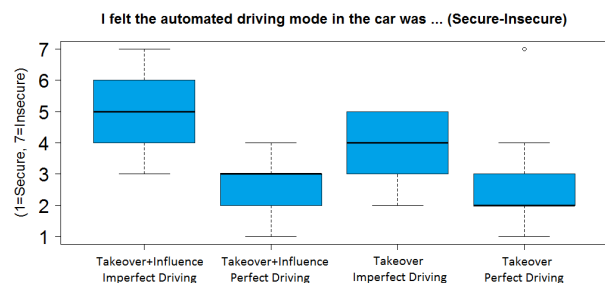 I felt the automated driving mode in the car was ... (Secure-Insecure)
(1=Secure, 7=Insecure)
7
6
5
4
3
2
1
Takeover+Influence
Imperfect Driving
Takeover+Influence
Perfect Driving
Takeover
Imperfect Driving
Takeover
Perfect Driving